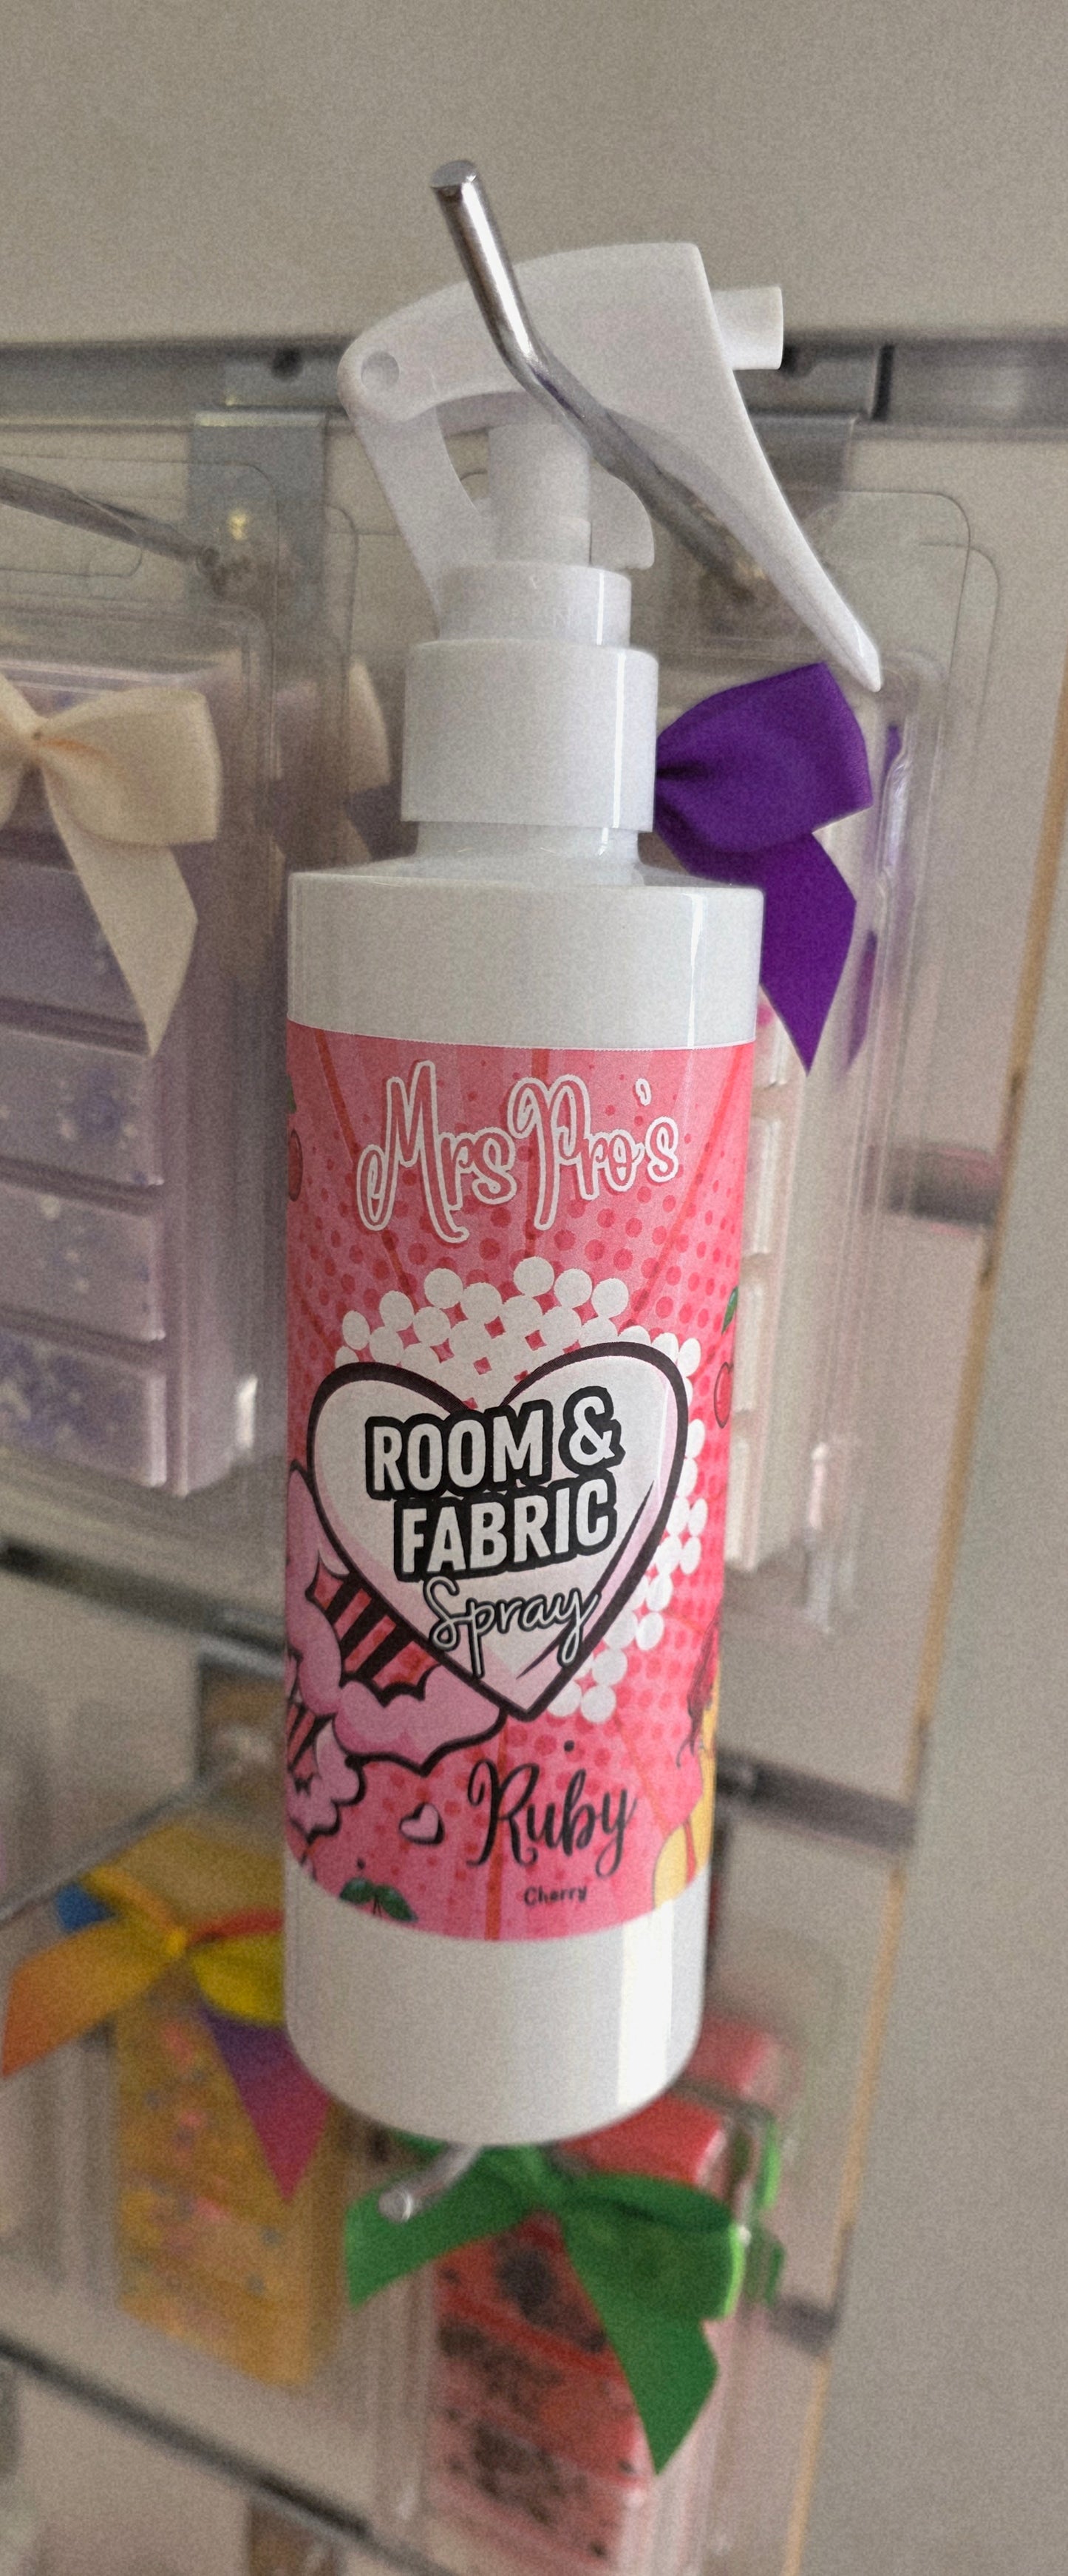 Mrs Pro's
ROOM &
FABRIC
Spray
Ruby
Cherry